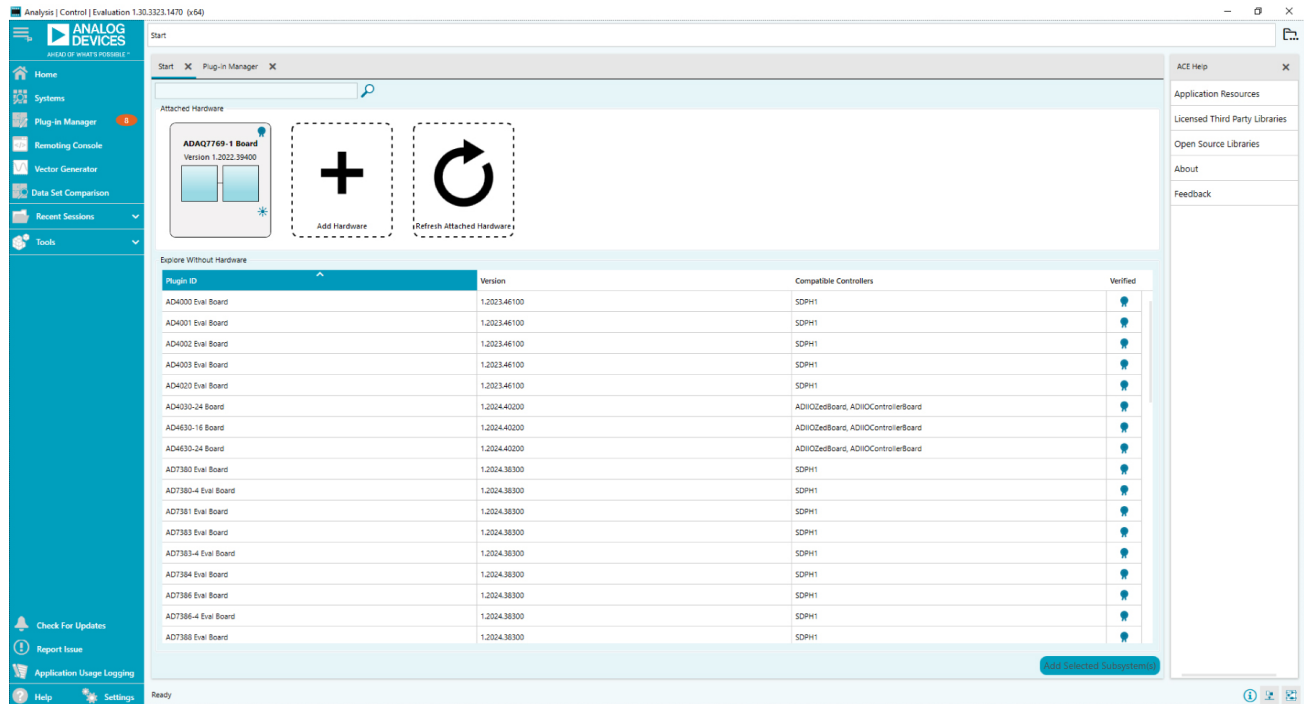 Analysis | Control | Evaluation 1.30.3323.1470 (x64)
ANALOG
DEVICES
AHEAD OF WHAT'S POSSIBLE™
Home
Systems
Plug-in Manager 8
Remoting Console
Vector Generator
Data Set Comparison
Recent Sessions
Tools
Check For Updates
Report Issue
Application Usage Logging
Help Settings
Start
Start Plug-in Manager
Attached Hardware
ADAQ7769-1 Board
Version 1.2022.39400
Add Hardware
Refresh Attached Hardware
Explore Without Hardware
Plugin ID Version Compatible Controllers Verified
AD4000 Eval Board 1.2023.46100 SDPH1
AD4001 Eval Board 1.2023.46100 SDPH1
AD4002 Eval Board 1.2023.46100 SDPH1
AD4003 Eval Board 1.2023.46100 SDPH1
AD4020 Eval Board 1.2023.46100 SDPH1
AD4030-24 Board 1.2024.40200 ADIIOZedBoard, ADIIOControllerBoard
AD4630-16 Board 1.2024.40200 ADIIOZedBoard, ADIIOControllerBoard
AD4630-24 Board 1.2024.40200 ADIIOZedBoard, ADIIOControllerBoard
AD7380 Eval Board 1.2024.38300 SDPH1
AD7380-4 Eval Board 1.2024.38300 SDPH1
AD7381 Eval Board 1.2024.38300 SDPH1
AD7383 Eval Board 1.2024.38300 SDPH1
AD7383-4 Eval Board 1.2024.38300 SDPH1
AD7384 Eval Board 1.2024.38300 SDPH1
AD7386 Eval Board 1.2024.38300 SDPH1
AD7386-4 Eval Board 1.2024.38300 SDPH1
AD7388 Eval Board 1.2024.38300 SDPH1
Add Selected Subsystem(s)
Ready
ACE Help
Application Resources
Licensed Third Party Libraries
Open Source Libraries
About
Feedback